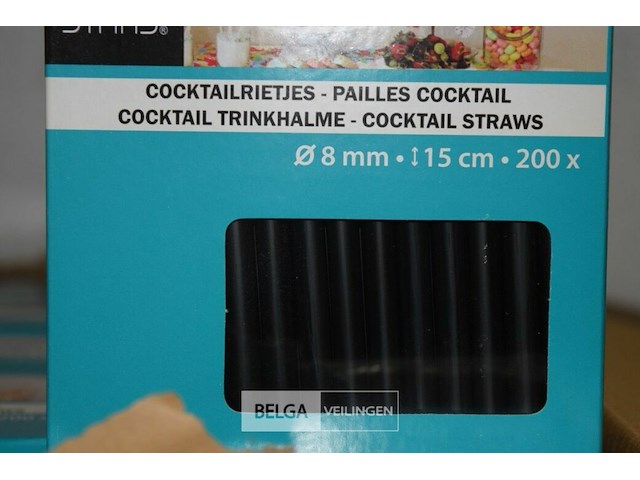 COCKTAILRIETJES - PAILLES COCKTAIL
COCKTAIL TRINKHALME - COCKTAIL STRAWS
Ø 8 mm • ↕ 15 cm • 200 x
BELGA VEILINGEN